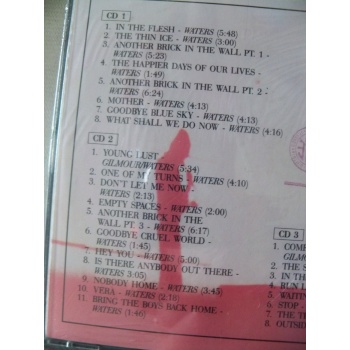 CD 1
1. IN THE FLESH - WATERS (5:48)
2. THE THIN ICE - WATERS (3:00)
3. ANOTHER BRICK IN THE WALL PT. 1 -
WATERS (5:23)
4. THE HAPPIER DAYS OF OUR LIVES -
WATERS (1:49)
5. ANOTHER BRICK IN THE WALL PT. 2 -
WATERS (6:24)
6. MOTHER - WATERS (4:13)
7. GOODBYE BLUE SKY - WATERS (4:13)
8. WHAT SHALL WE DO NOW - WATERS (4:16)
CD 2
1. YOUNG LUST
GILMOUR/WATERS (5:34)
2. ONE OF MY TURNS - WATERS (4:10)
3. DON'T LET ME NOW -
WATERS (2:13)
4. EMPTY SPACES - WATERS (2:00)
5. ANOTHER BRICK IN THE
WALL PT. 3 - WATERS (6:17)
6. GOODBYE CRUEL WORLD -
WATERS (1:45)
7. HEY YOU - WATERS (5:00)
8. IS THERE ANYBODY OUT THERE -
WATERS 3:05)
9. NOBODY HOME - WATERS (3:45)
10. VERA - WATERS (2:18)
11. BRING THE BOYS BACK HOME -
WATERS (1:46)
CD 3
1. COMF
GILMO
2. THE S
3. IN TH
4. RUN L
5. WAITIN
6. STOP -
7. THE T
8. OUTSID